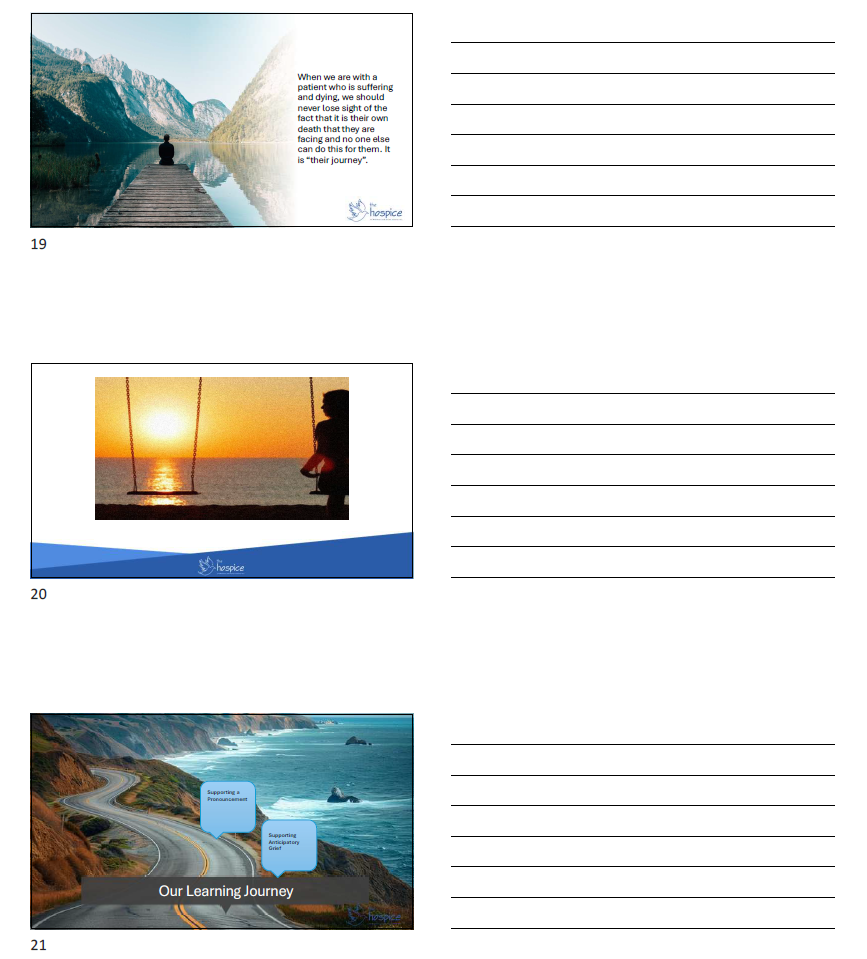 When we are with a
patient who is suffering
and dying, we should
never lose sight of the
fact that it is their own
death that they are
facing and no one else
can do this for them. It
is “their journey”.
the
hospice
19
the
hospice
20
Supporting a
Pronouncement
Supporting
Anticipatory
Grief
Our Learning Journey
hospice
21